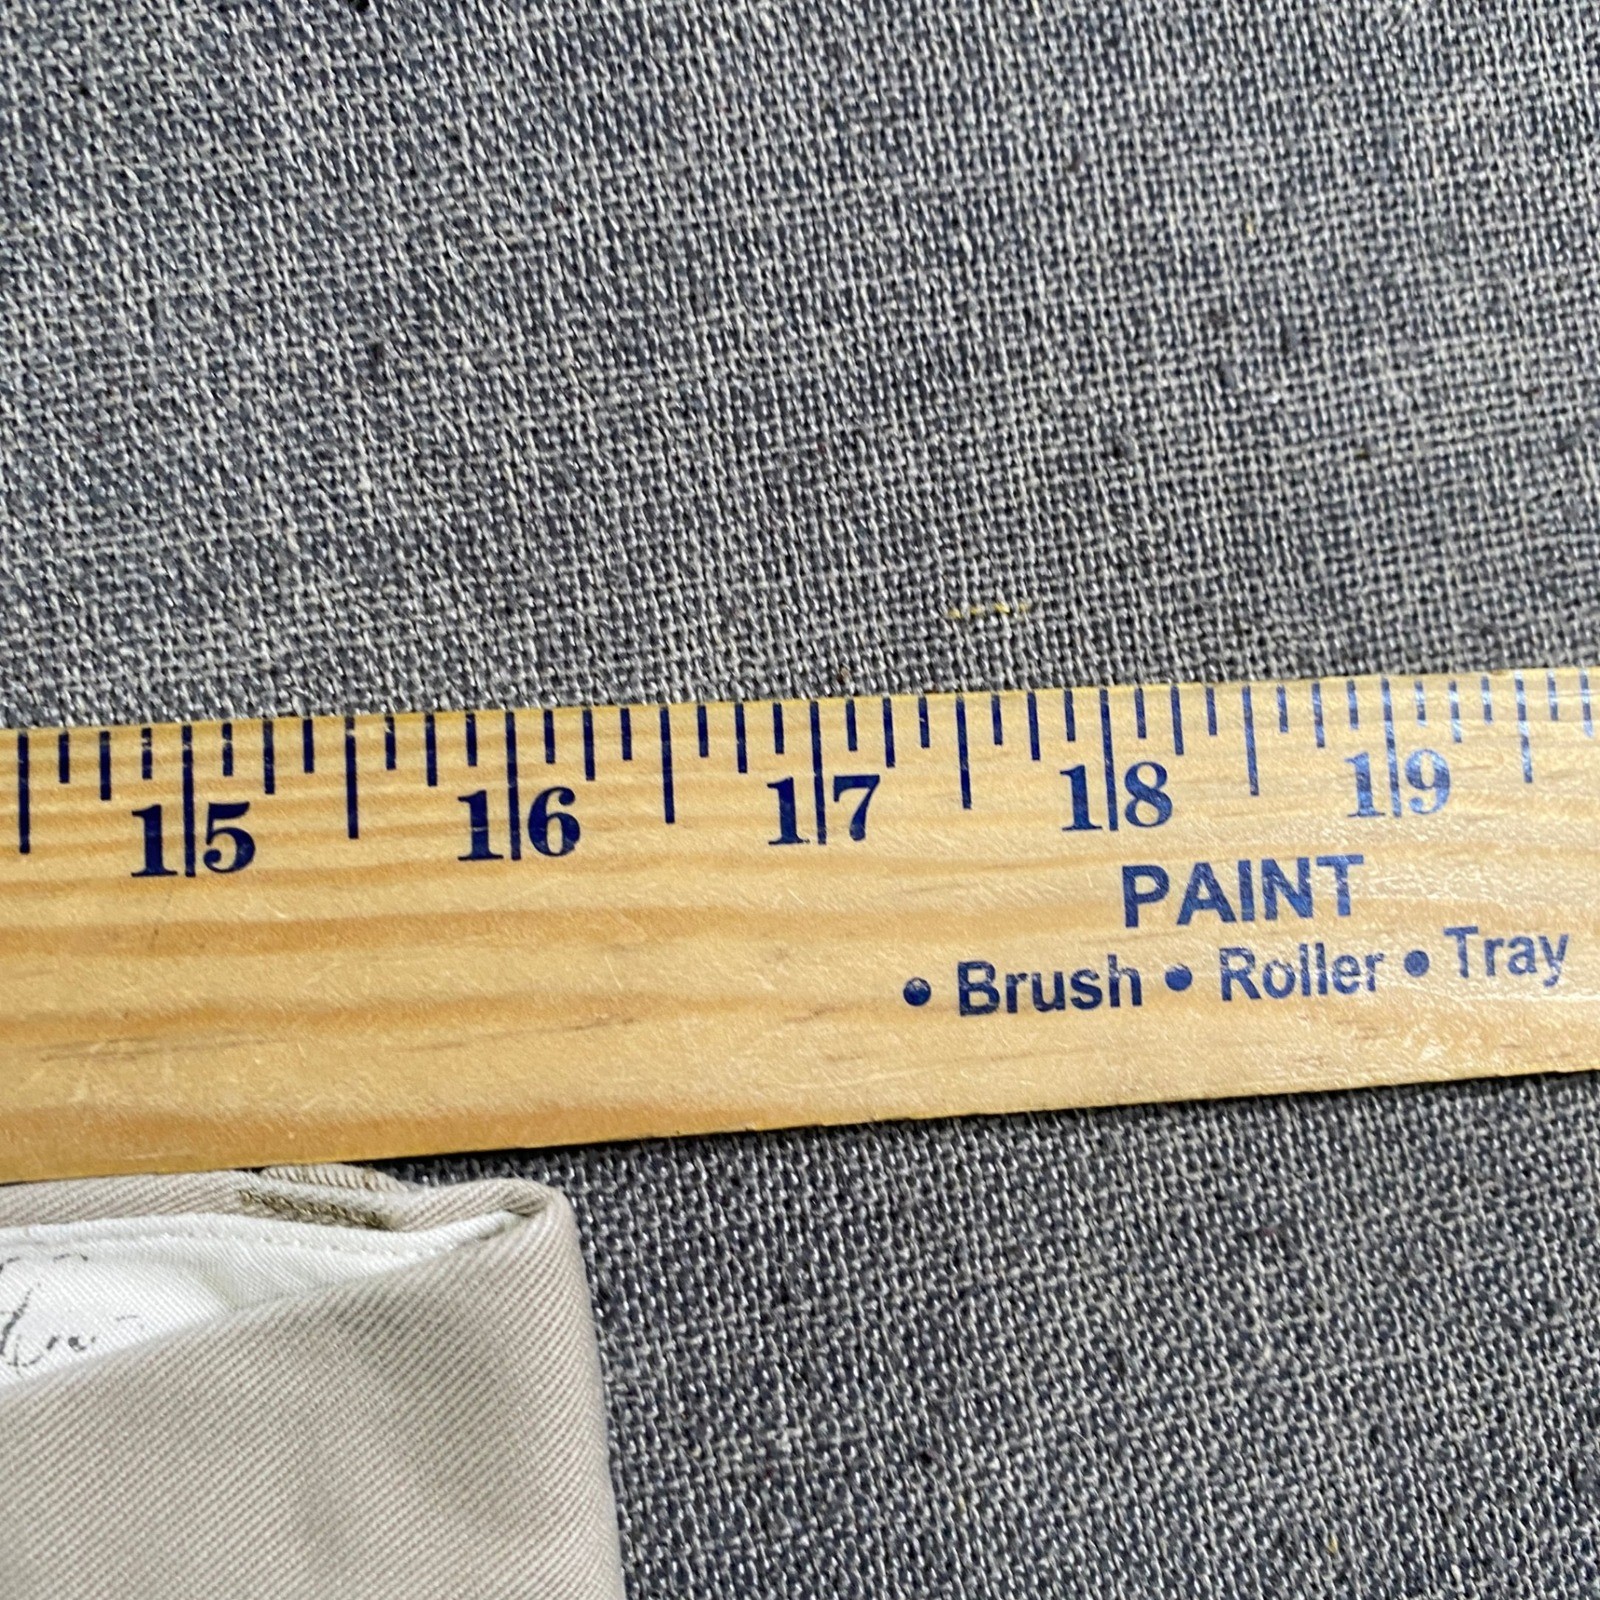 15 16 17 18 19
PAINT
• Brush • Roller • Tray